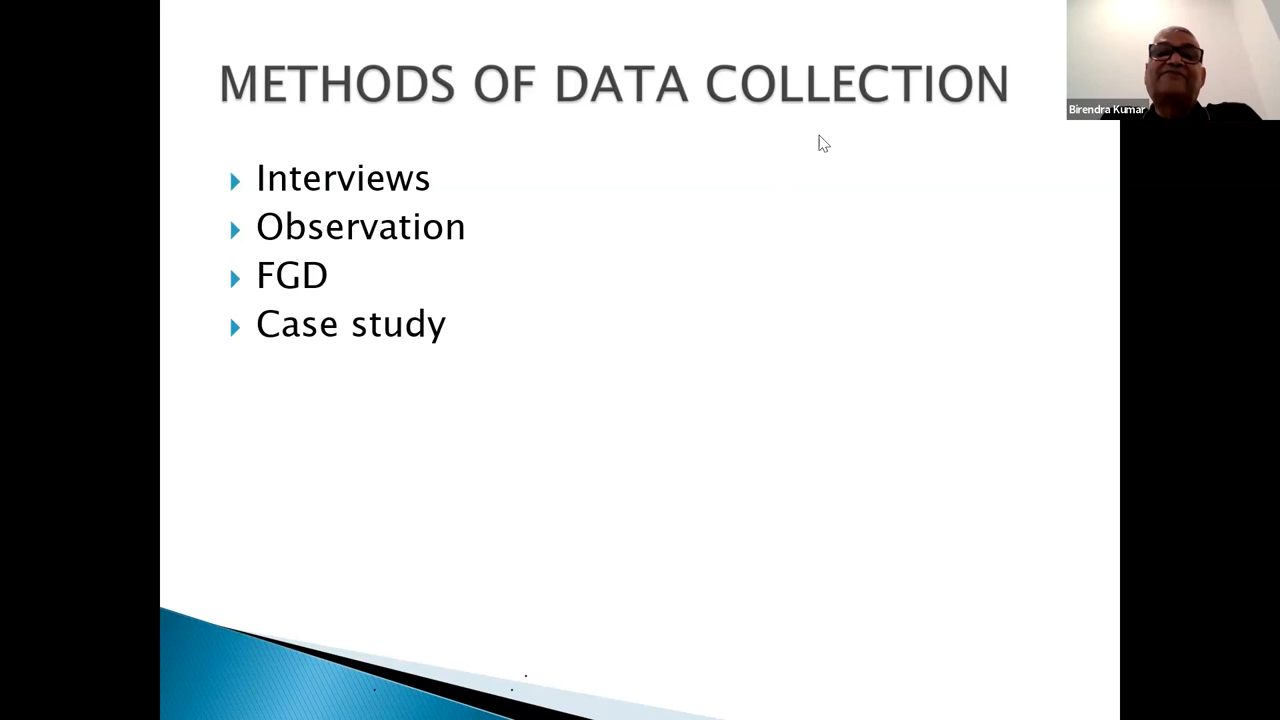 METHODS OF DATA COLLECTION
Birendra Kumar
Interviews
Observation
FGD
Case study